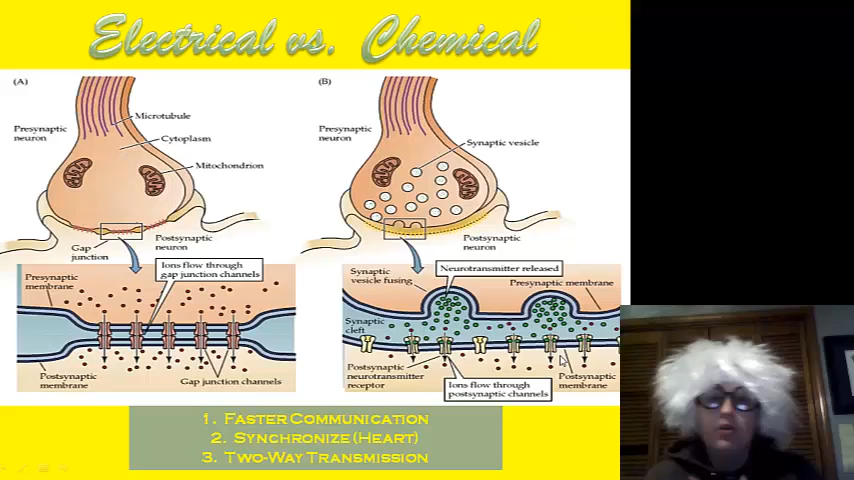 Electrical vs. Chemical
(A)
Microtubule
Presynaptic
neuron
Cytoplasm
Mitochondrion
Gap
junction
Postsynaptic
neuron
Ions flow through
gap junction channels
Presynaptic
membrane
Postsynaptic
membrane
Gap junction channels
(B)
Presynaptic
neuron
Synaptic vesicle
Postsynaptic
neuron
Synaptic
vesicle fusing
Neurotransmitter released
Presynaptic
membrane
Synaptic
cleft
Postsynaptic
neurotransmitter
receptor
Ions flow through
postsynaptic channels
Postsynaptic
membrane
1. Faster Communication
2. Synchronize (Heart)
3. Two-Way Transmission